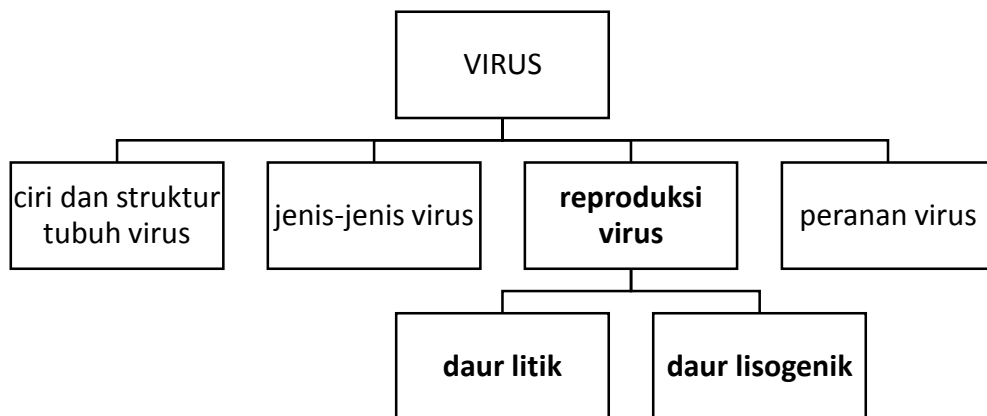 VIRUS
ciri dan struktur
tubuh virus
jenis-jenis virus
reproduksi
virus
peranan virus
daur litik
daur lisogenik